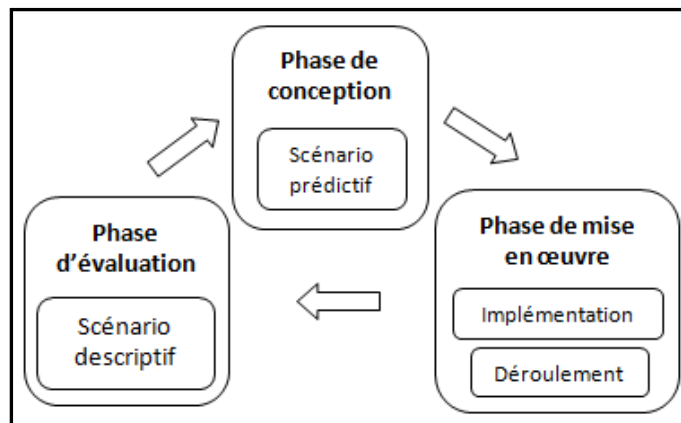 Phase de
conception
Scénario
prédictif
Phase de mise
en œuvre
Implémentation
Déroulement
Phase
d’évaluation
Scénario
descriptif